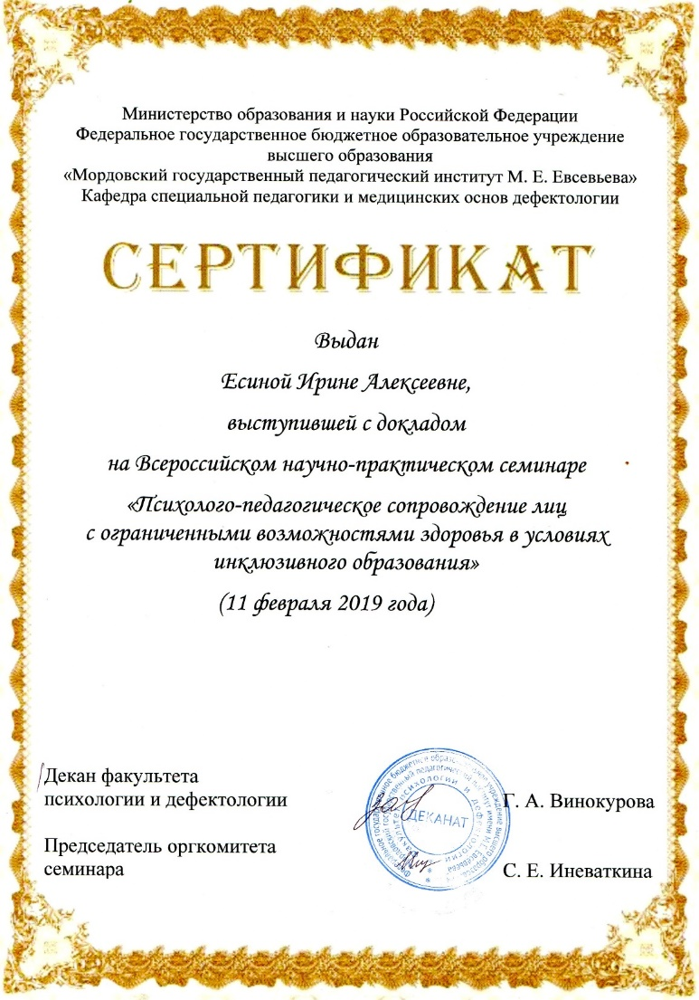 Министерство образования и науки Российской Федерации
Федеральное государственное бюджетное образовательное учреждение
высшего образования
«Мордовский государственный педагогический институт М. Е. Евсевьева»
Кафедра специальной педагогики и медицинских основ дефектологии
СЕРТИФИКАТ
Выдан
Есиной Ирине Алексеевне,
выступившей с докладом
на Всероссийском научно-практическом семинаре
«Психолого-педагогическое сопровождение лиц
с ограниченными возможностями здоровья в условиях
инклюзивного образования»
(11 февраля 2019 года)
Декан факультета
психологии и дефектологии
Г. А. Винокурова
ДЕКАНАТ
Председатель оргкомитета
семинара
С. Е. Иневаткина